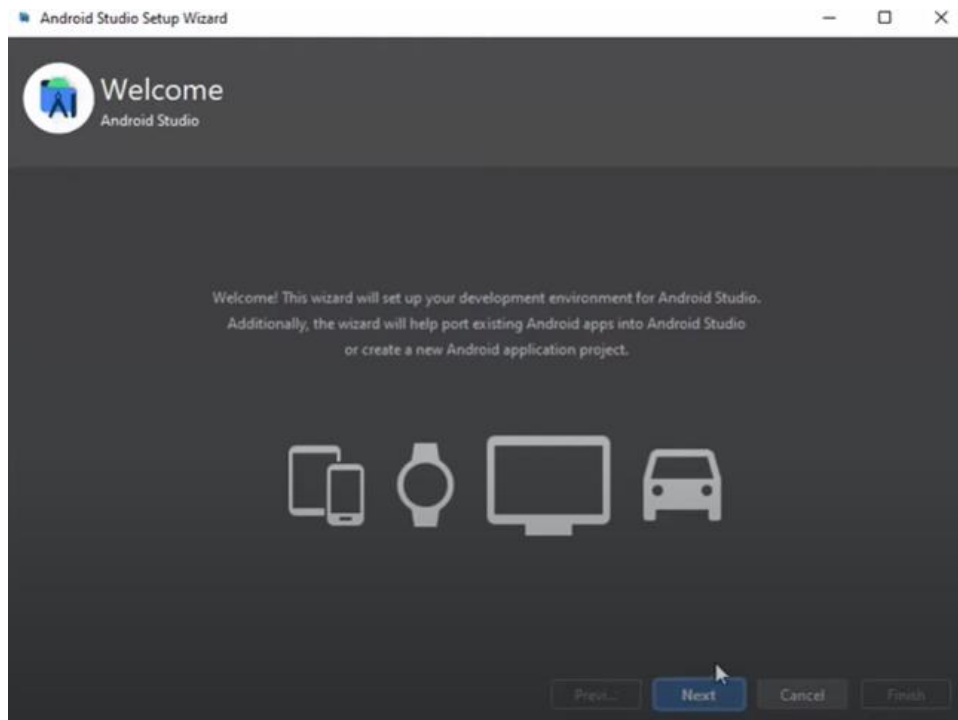 Android Studio Setup Wizard
Welcome
Android Studio
Welcome! This wizard will set up your development environment for Android Studio.
Additionally, the wizard will help port existing Android apps into Android Studio
or create a new Android application project.
Previ... Next Cancel Finish